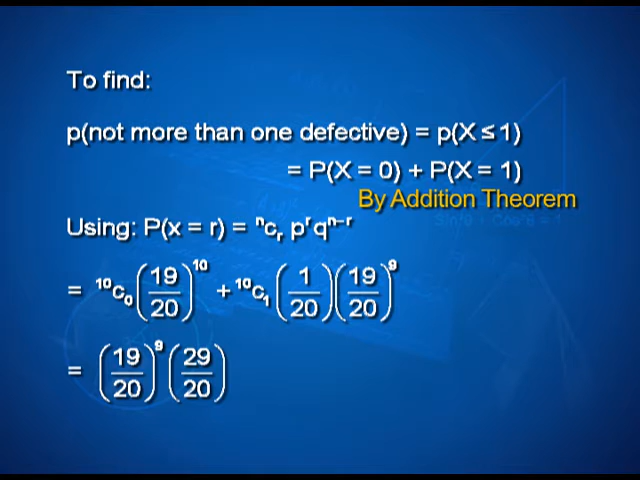 To find:
p(not more than one defective) = p(X ≤ 1)
= P(X = 0) + P(X = 1)
By Addition Theorem
Using: P(x = r) = ⁿcᵣ pʳqⁿ⁻ʳ
= ¹⁰c₀ (19/20)¹⁰ + ¹⁰c₁ (1/20)(19/20)⁹
= (19/20)⁹ (29/20)